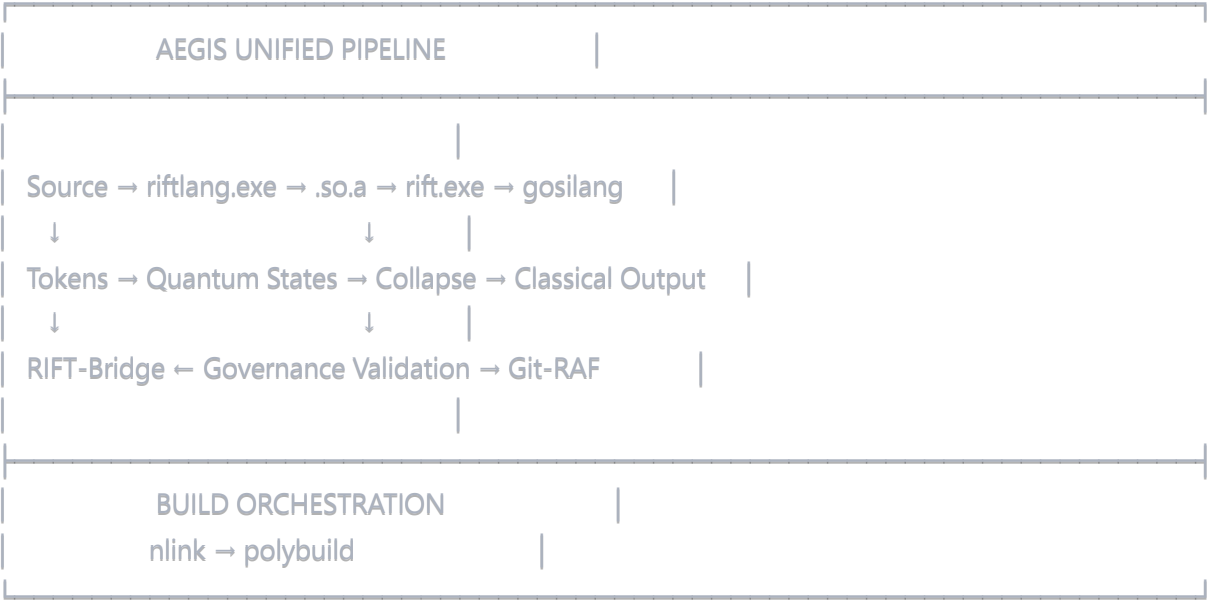 AEGIS UNIFIED PIPELINE
Source → riftlang.exe → .so.a → rift.exe → gosilang
↓ ↓
Tokens → Quantum States → Collapse → Classical Output
↓ ↓
RIFT-Bridge ← Governance Validation → Git-RAF
BUILD ORCHESTRATION
nlink → polybuild